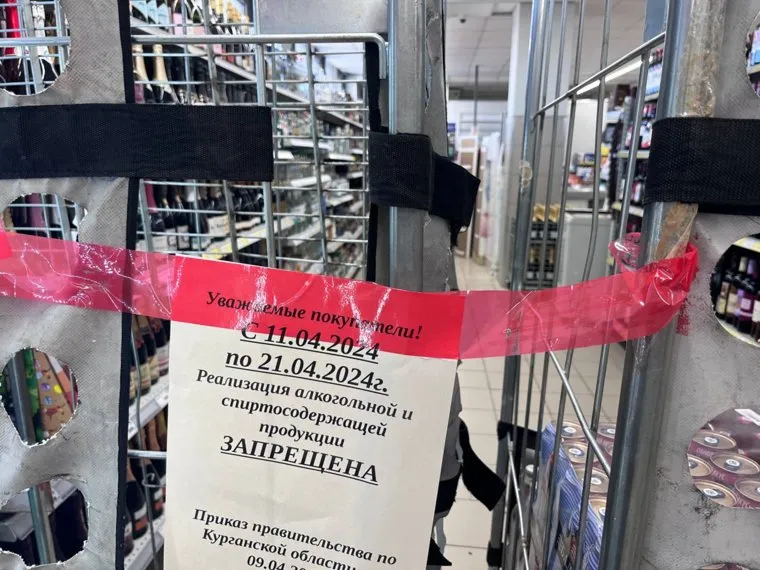 Уважаемые покупатели!
С 11.04.2024
по 21.04.2024г.
Реализация алкогольной и
спиртосодержащей
продукции
ЗАПРЕЩЕНА
Приказ правительства по
Курганской области